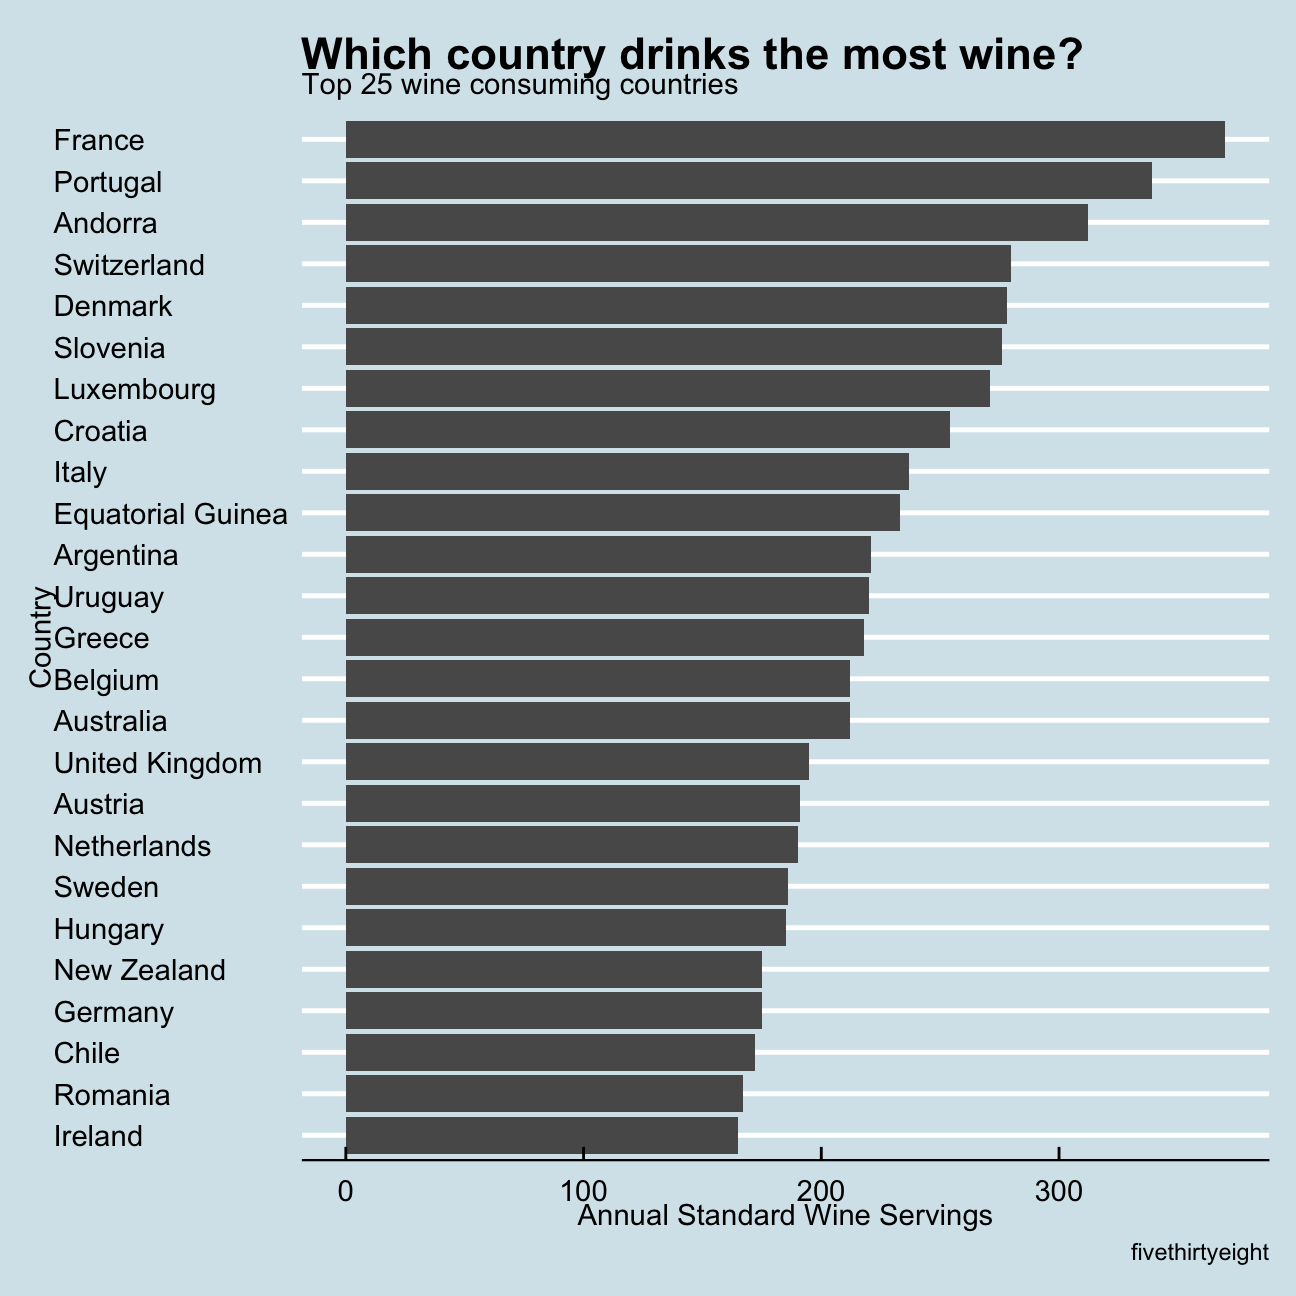 Which country drinks the most wine?
Top 25 wine consuming countries
France
Portugal
Andorra
Switzerland
Denmark
Slovenia
Luxembourg
Croatia
Italy
Equatorial Guinea
Argentina
Uruguay
Greece
Belgium
Australia
United Kingdom
Austria
Netherlands
Sweden
Hungary
New Zealand
Germany
Chile
Romania
Ireland
Country
0 100 200 300
Annual Standard Wine Servings
fivethirtyeight